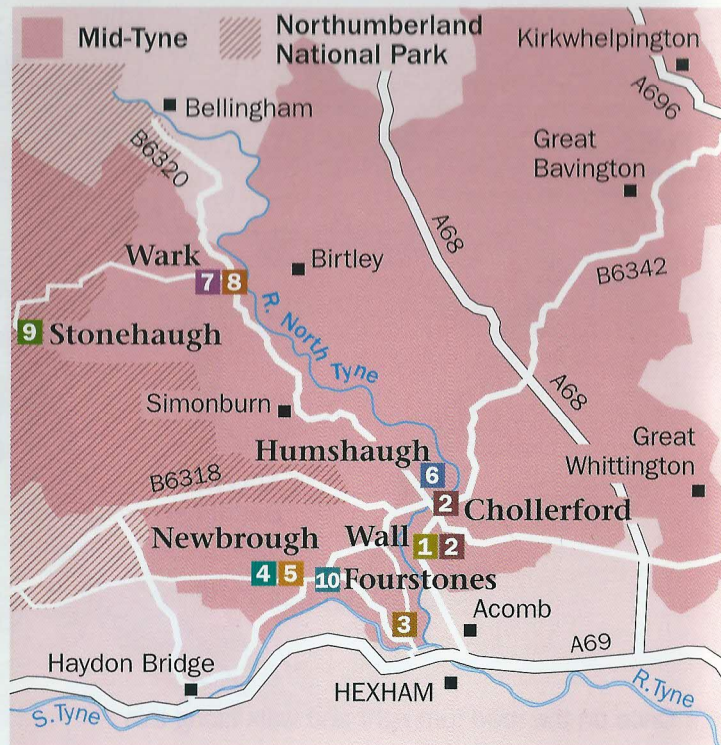 Mid-Tyne
Northumberland
National Park
Kirkwhelpington
A696
Bellingham
B6320
Great
Bavington
A68
Wark
7 8
Birtley
B6342
R. North Tyne
9 Stonehaugh
Simonburn
A68
Great
Whittington
Humshaugh
6
B6318
2 Chollerford
Newbrough
Wall
1 2
4 5
10 Fourstones
3
Acomb
A69
Haydon Bridge
HEXHAM
R. Tyne
S. Tyne